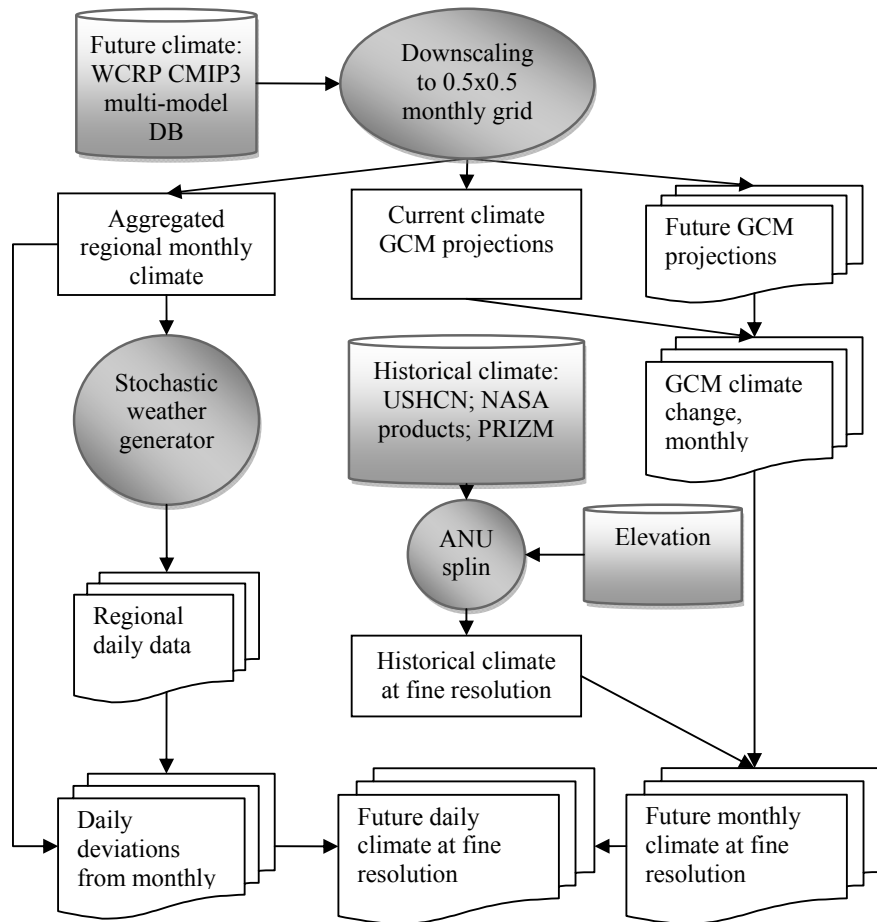 Future climate:
WCRP CMIP3
multi-model
DB
Downscaling
to 0.5x0.5
monthly grid
Aggregated
regional monthly
climate
Current climate
GCM projections
Future GCM
projections
Stochastic
weather
generator
Historical climate:
USHCN; NASA
products; PRIZM
GCM climate
change,
monthly
ANU
splin
Elevation
Regional
daily data
Historical climate
at fine resolution
Daily
deviations
from monthly
Future daily
climate at fine
resolution
Future monthly
climate at fine
resolution